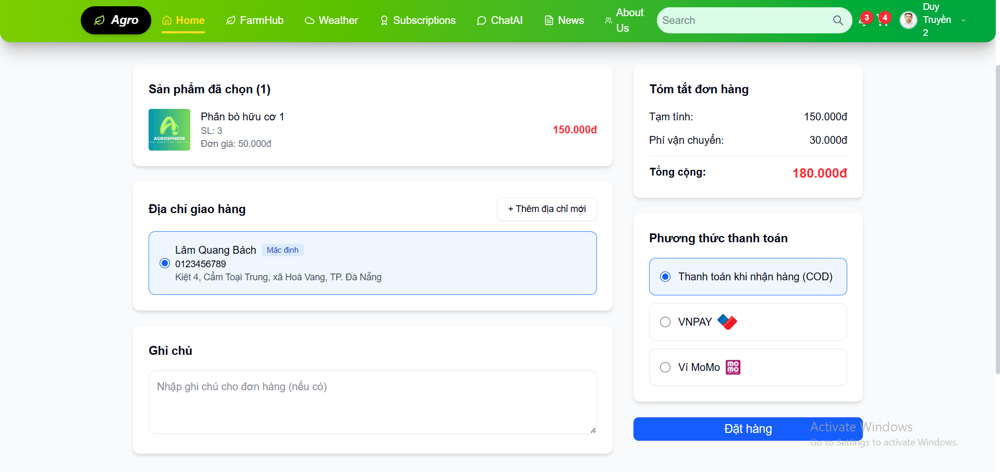 Agro
Home
FarmHub
Weather
Subscriptions
ChatAI
News
About
Us
Search
3
4
Duy
Truyền
2
Sản phẩm đã chọn (1)
AGROSPHERE
Phân bò hữu cơ 1
SL: 3
Đơn giá: 50.000đ
150.000đ
Địa chỉ giao hàng
+ Thêm địa chỉ mới
Lâm Quang Bách Mặc định
0123456789
Kiệt 4, Cẩm Toại Trung, xã Hoà Vang, TP. Đà Nẵng
Ghi chú
Nhập ghi chú cho đơn hàng (nếu có)
Tóm tắt đơn hàng
Tạm tính: 150.000đ
Phí vận chuyển: 30.000đ
Tổng cộng: 180.000đ
Phương thức thanh toán
Thanh toán khi nhận hàng (COD)
VNPAY
Ví MoMo
MO
MO
Đặt hàng
Activate Windows
Go to Settings to activate Windows.